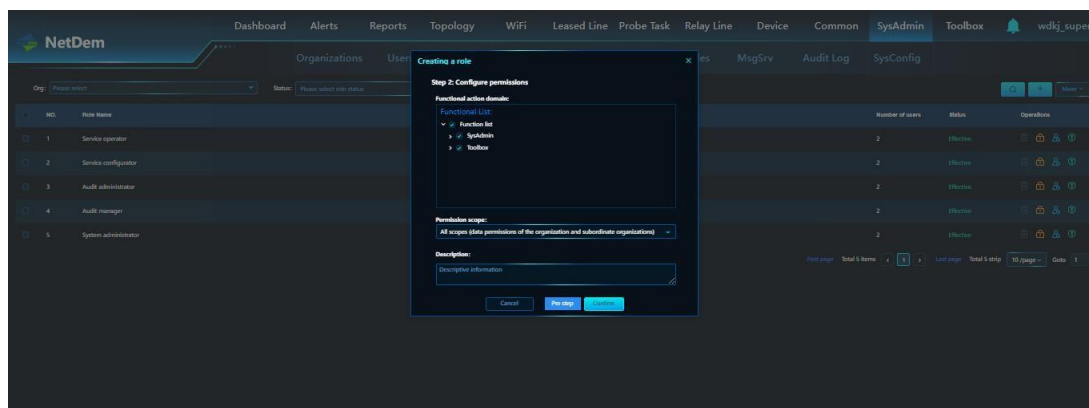 NetDem
Dashboard Alerts Reports Topology WiFi Leased Line Probe Task Relay Line Device Common SysAdmin Toolbox wdkj_super
Organizations User es MsgSrv Audit Log SysConfig
Org: Please select Status: Please select role status More
NO. Role Name Number of users Status Operations
1 Service operator 2 Effective
2 Service configurator 2 Effective
3 Audit administrator 2 Effective
4 Audit manager 2 Effective
5 System administrator 2 Effective
First page Total 5 items 1 Last page Total 5 strip 10 /page Goto 1
Creating a role
Step 2: Configure permissions
Functional action domain:
Functional List:
Function list
SysAdmin
Toolbox
Permission scope:
All scopes (data permissions of the organization and subordinate organizations)
Description:
Descriptive information
Cancel Pre step Confirm